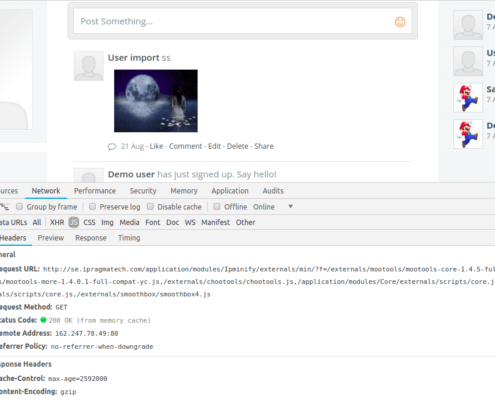 Post Something...
User import ss
21 Aug · Like · Comment · Edit · Delete · Share
Demo user has just signed up. Say hello!
De
7 A
Us
7 A
Sa
7 A
De
7 A
ources Network Performance Security Memory Application Audits
Group by frame Preserve log Disable cache Offline Online
ata URLs All XHR JS CSS Img Media Font Doc WS Manifest Other
Headers Preview Response Timing
neral
equest URL: http://se.ipragmatech.com/application/modules/Ipminify/externals/min/?f=/externals/mootools/mootools-core-1.4.5-ful
s/mootools-more-1.4.0.1-full-compat-yc.js,/externals/chootools/chootools.js,/application/modules/Core/externals/scripts/core.j
als/scripts/core.js,/externals/smoothbox/smoothbox4.js
equest Method: GET
tatus Code: 200 OK (from memory cache)
emote Address: 162.247.78.49:80
eferrer Policy: no-referrer-when-downgrade
sponse Headers
ache-Control: max-age=2592000
ontent-Encoding: gzip